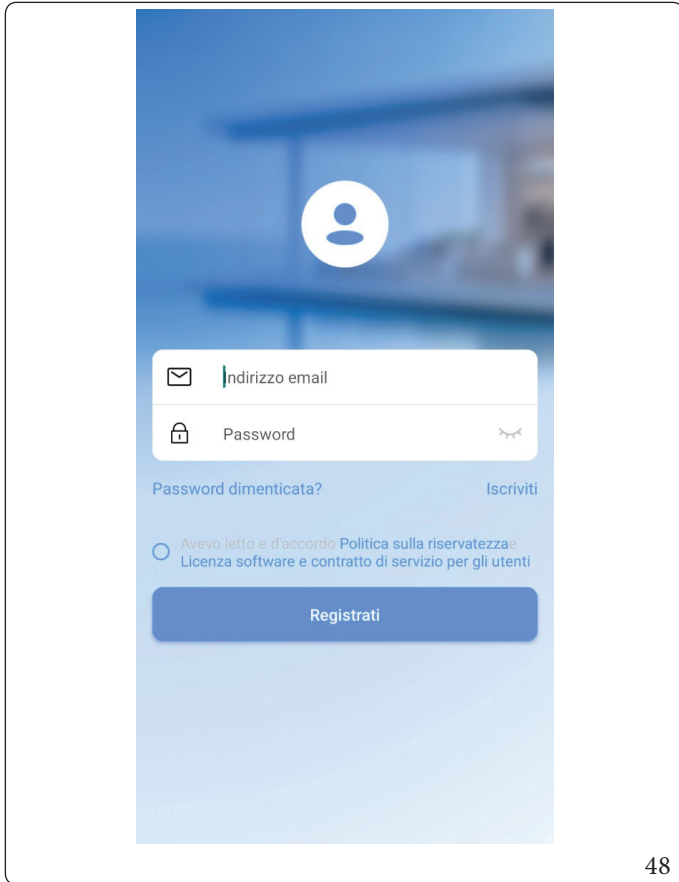 Indirizzo email
Password
Password dimenticata? Iscriviti
Avevo letto e d'accordo Politica sulla riservatezzae
Licenza software e contratto di servizio per gli utenti
Registrati
48